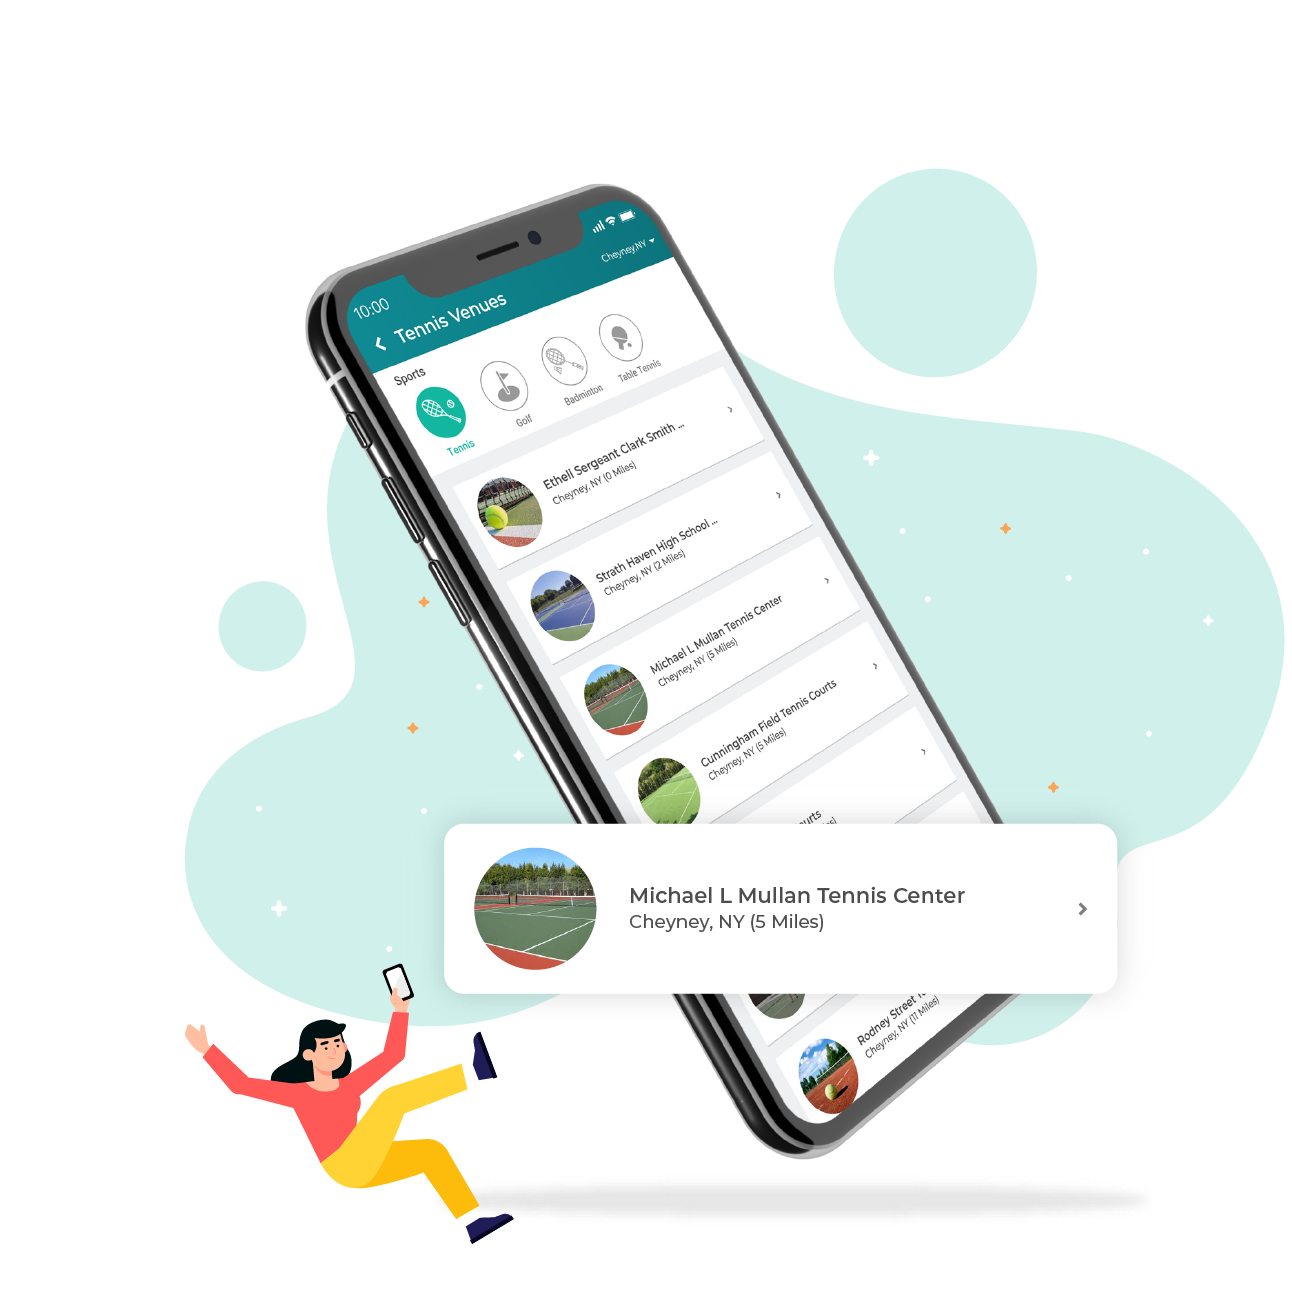 10:00
Cheyney,NY
Tennis Venues
Sports
Tennis
Golf
Badminton
Table Tennis
Ethell Sergeant Clark Smith ...
Cheyney, NY (0 Miles)
Strath Haven High School ...
Cheyney, NY (2 Miles)
Michael L Mullan Tennis Center
Cheyney, NY (5 Miles)
Cunningham Field Tennis Courts
Cheyney, NY (5 Miles)
Michael L Mullan Tennis Center
Cheyney, NY (5 Miles)
Rodney Street
Cheyney, NY (11 Miles)